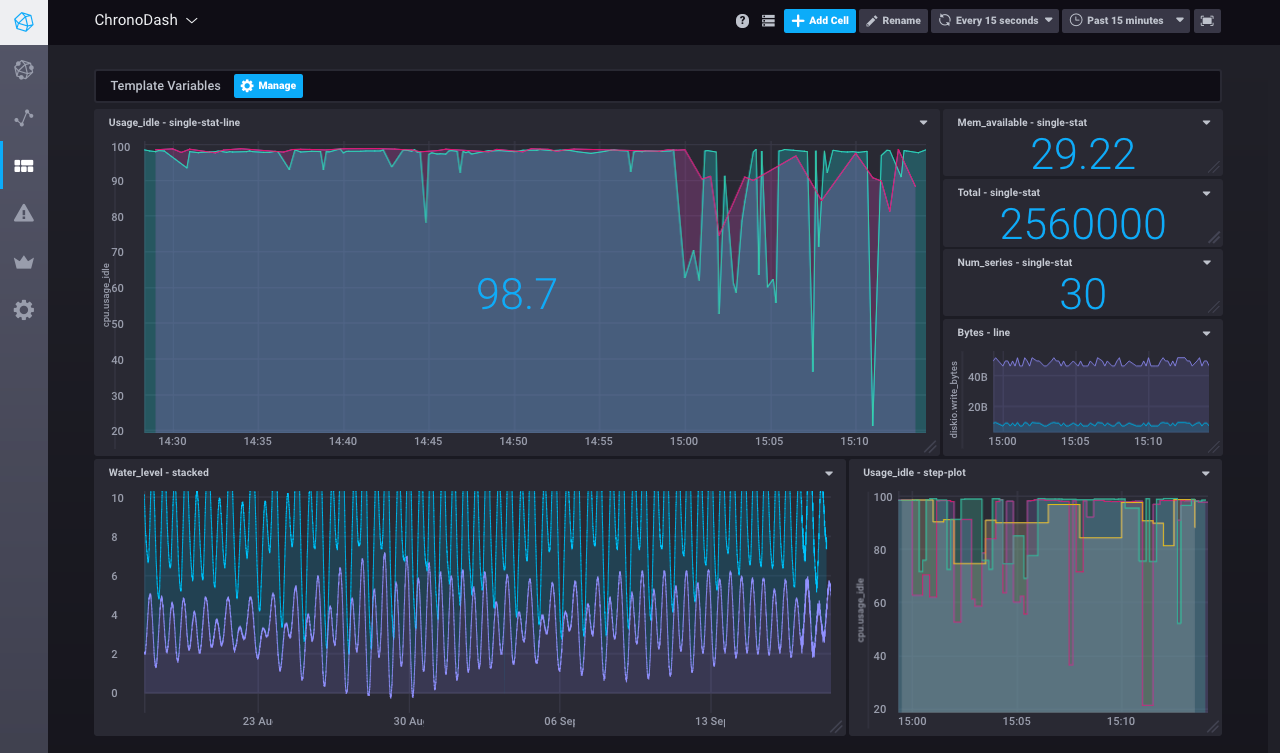 ChronoDash
? Add Cell Rename Every 15 seconds Past 15 minutes
Template Variables Manage
Usage_idle - single-stat-line
100
90
80
70
60
50
40
30
20
cpu.usage_idle
98.7
14:30 14:35 14:40 14:45 14:50 14:55 15:00 15:05 15:10
Mem_available - single-stat
29.22
Total - single-stat
2560000
Num_series - single-stat
30
Bytes - line
40B
20B
diskio.write_bytes
15:00 15:05 15:10
Water_level - stacked
10
8
6
4
2
0
23 Au 30 Au 06 Sep 13 Sep
Usage_idle - step-plot
100
80
60
40
20
cpu.usage_idle
15:00 15:05 15:10